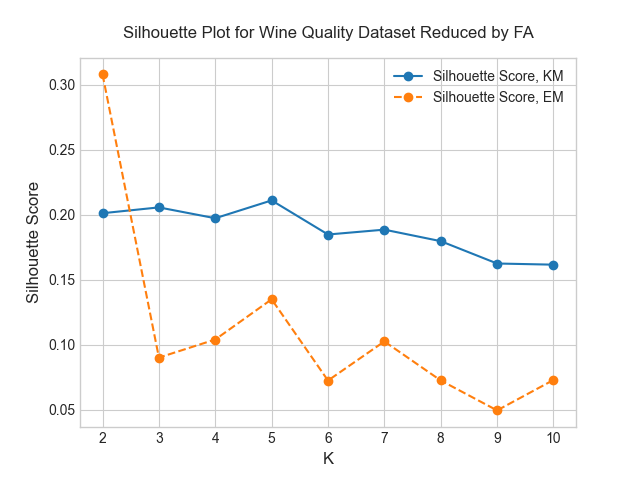 Silhouette Plot for Wine Quality Dataset Reduced by FA
Silhouette Score, KM
Silhouette Score, EM
Silhouette Score
0.30
0.25
0.20
0.15
0.10
0.05
2 3 4 5 6 7 8 9 10
K